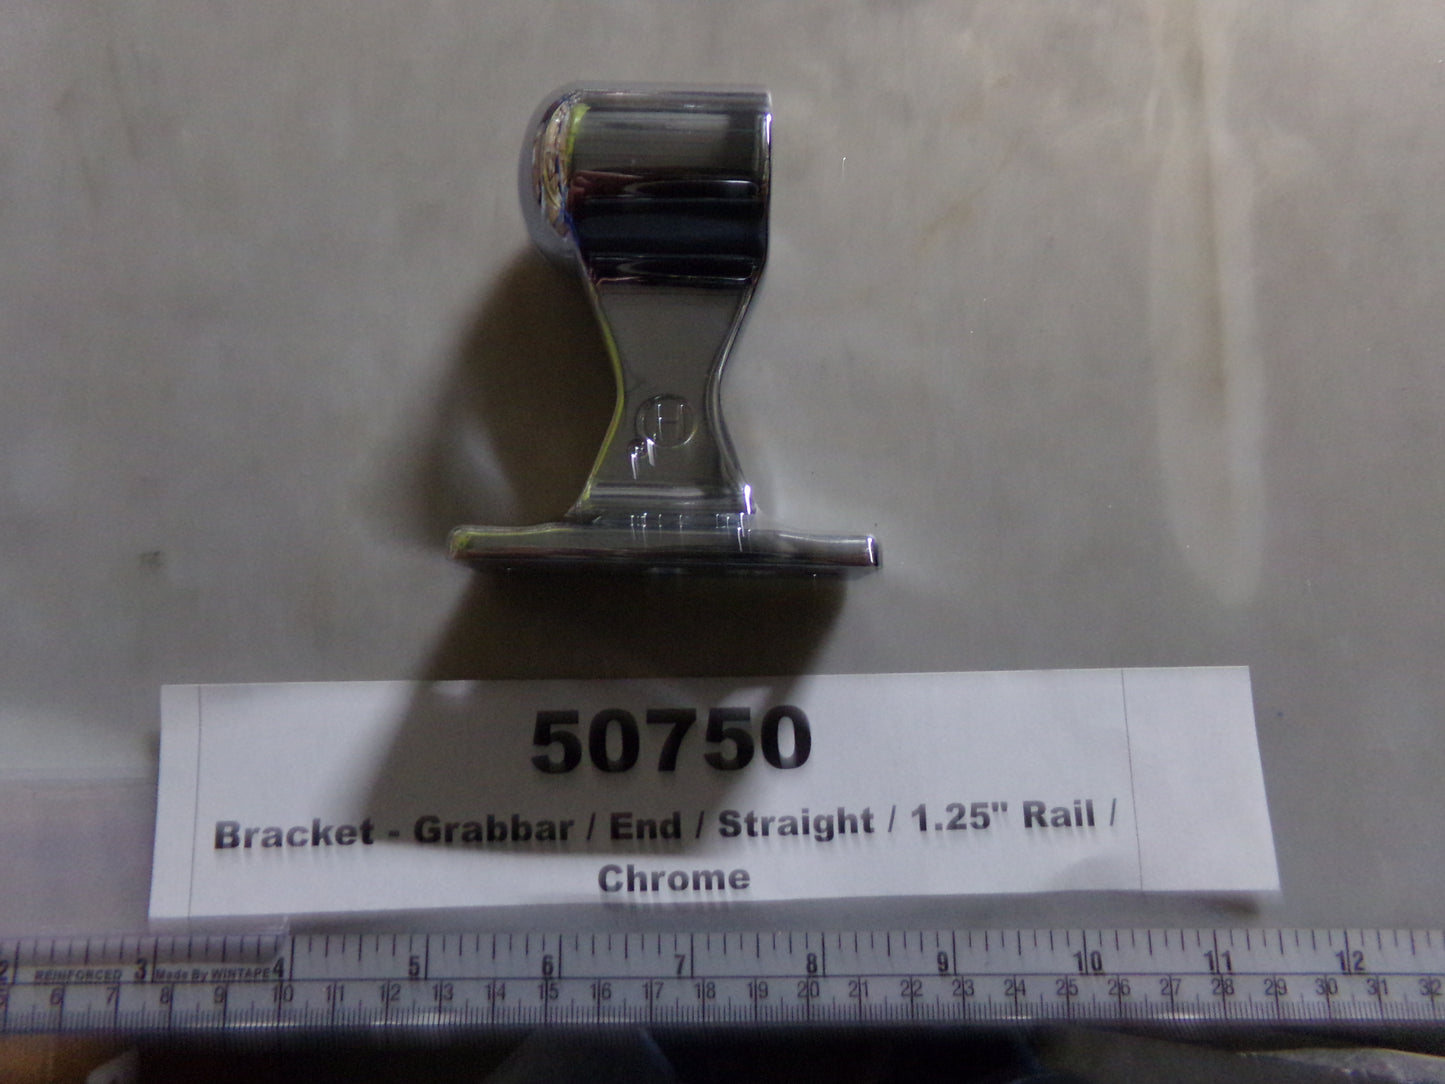 H
50750
Bracket - Grabbar / End / Straight / 1.25" Rail /
Chrome
2 REINFORCED 3 Made By WINTAPE 4 5 6 7 8 9 10 11 12
5 6 7 8 9 10 11 12 13 14 15 16 17 18 19 20 21 22 23 24 25 26 27 28 29 30 31 32